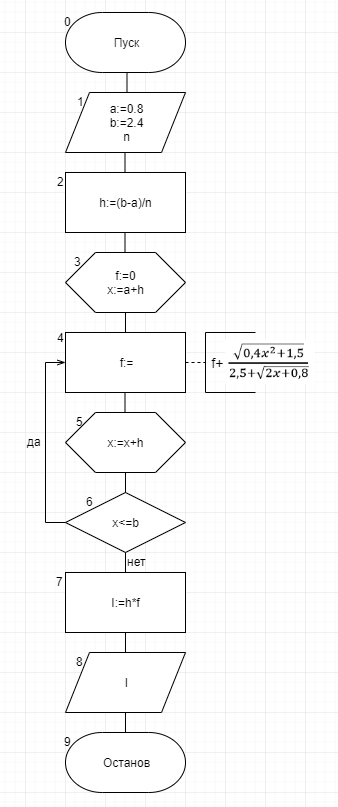 0
Пуск
1
a:=0.8
b:=2.4
n
2
h:=(b-a)/n
3
f:=0
x:=a+h
4
f:=
f+ √0,4x²+1,5
2,5+√2x+0,8
5
x:=x+h
да
6
x<=b
нет
7
I:=h*f
8
I
9
Останов